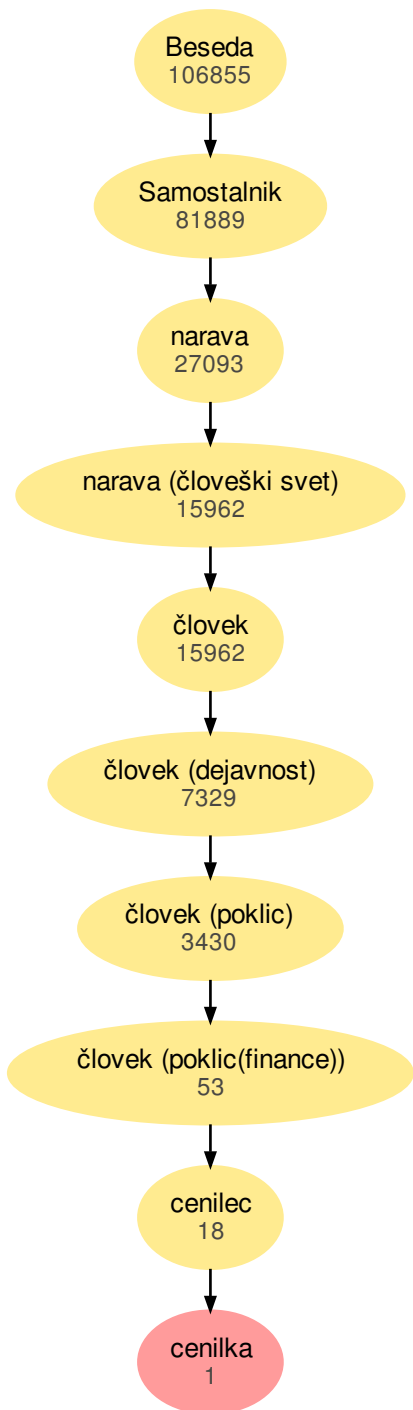 Beseda
106855
Samostalnik
81889
narava
27093
narava (človeški svet)
15962
človek
15962
človek (dejavnost)
7329
človek (poklic)
3430
človek (poklic(finance))
53
cenilec
18
cenilka
1